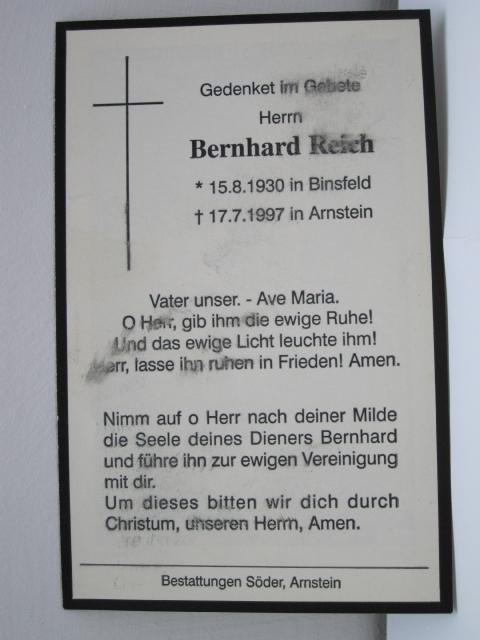 Gedenket im Gebete
Herrn
Bernhard Reich
* 15.8.1930 in Binsfeld
† 17.7.1997 in Arnstein
Vater unser. - Ave Maria.
O Herr, gib ihm die ewige Ruhe!
Und das ewige Licht leuchte ihm!
Herr, lasse ihn ruhen in Frieden! Amen.
Nimm auf o Herr nach deiner Milde
die Seele deines Dieners Bernhard
und führe ihn zur ewigen Vereinigung
mit dir.
Um dieses bitten wir dich durch
Christum, unseren Herrn, Amen.
Bestattungen Söder, Arnstein